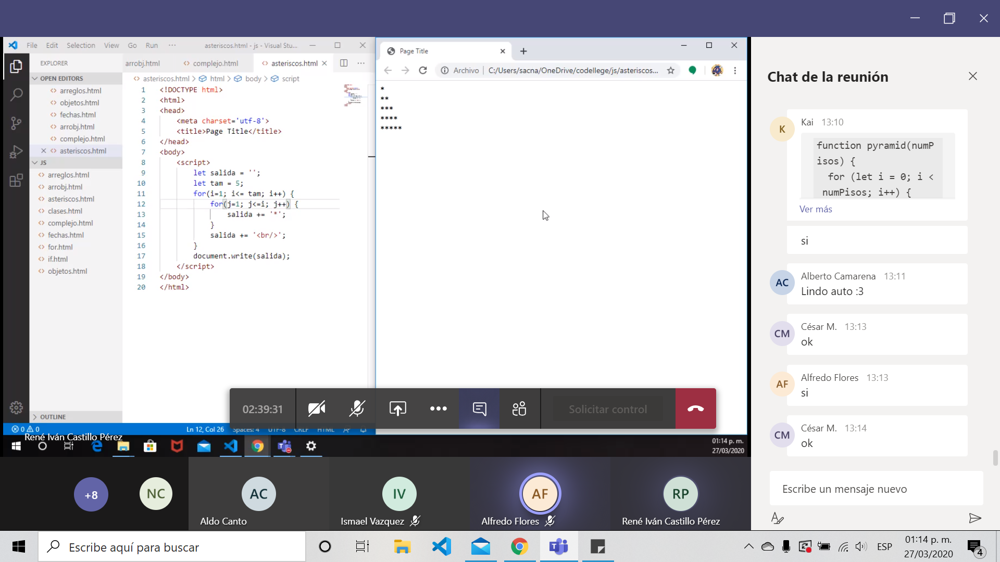 File Edit Selection View Go Run ··· asteriscos.html - js - Visual Stu...
EXPLORER
OPEN EDITORS
arreglos.html
objetos.html
fechas.html
arrobj.html
complejo.html
asteriscos.html
JS
arreglos.html
arrobj.html
asteriscos.html
clases.html
complejo.html
fechas.html
for.html
if.html
objetos.html
OUTLINE
arrobj.html complejo.html asteriscos.html
asteriscos.html > html > body > script
1 <!DOCTYPE html>
2 <html>
3 <head>
4 <meta charset='utf-8'>
5 <title>Page Title</title>
6 </head>
7 <body>
8 <script>
9 let salida = '';
10 let tam = 5;
11 for(i=1; i<= tam; i++) {
12 for(j=1; j<=i; j++) {
13 salida += '*';
14 }
15 salida += '<br/>';
16 }
17 document.write(salida);
18 </script>
19 </body>
20 </html>
0 0 Ln 12, Col 26 Spaces: 4 UTF-8 CRLF HTML
René Iván Castillo Pérez
Page Title
Archivo | C:/Users/sacna/OneDrive/codellege/js/asteriscos...
*
**
***
****
*****
02:39:31 Solicitar control
01:14 p. m.
27/03/2020
+8
NC
AC
Aldo Canto
IV
Ismael Vazquez
AF
Alfredo Flores
RP
René Iván Castillo Pérez
Chat de la reunión
K
Kai 13:10
function pyramid(numP
isos) {
for (let i = 0; i <
numPisos; i++) {
Ver más
si
AC
Alberto Camarena 13:11
Lindo auto :3
CM
César M. 13:13
ok
AF
Alfredo Flores 13:13
si
CM
César M. 13:14
ok
Escribe un mensaje nuevo
Escribe aquí para buscar
ESP
01:14 p. m.
27/03/2020
4